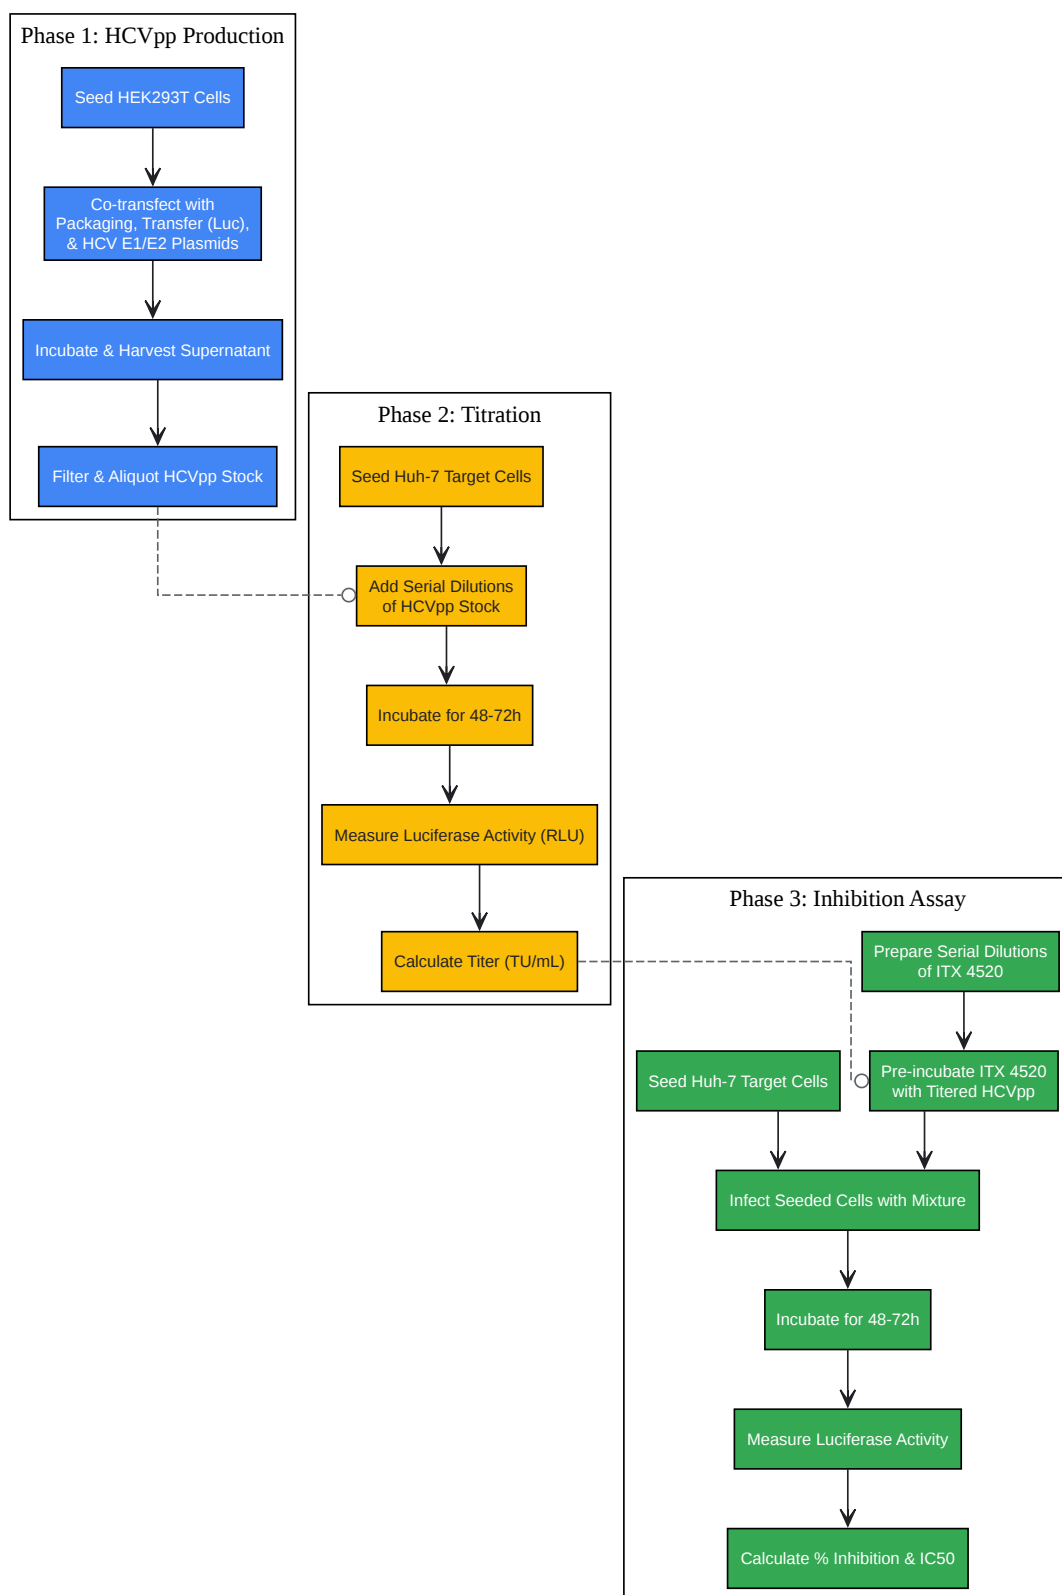 Phase 1: HCVpp Production
Seed HEK293T Cells
Co-transfect with
Packaging, Transfer (Luc),
& HCV E1/E2 Plasmids
Incubate & Harvest Supernatant
Filter & Aliquot HCVpp Stock
Phase 2: Titration
Seed Huh-7 Target Cells
Add Serial Dilutions
of HCVpp Stock
Incubate for 48-72h
Measure Luciferase Activity (RLU)
Calculate Titer (TU/mL)
Phase 3: Inhibition Assay
Prepare Serial Dilutions
of ITX 4520
Seed Huh-7 Target Cells
Pre-incubate ITX 4520
with Titered HCVpp
Infect Seeded Cells with Mixture
Incubate for 48-72h
Measure Luciferase Activity
Calculate % Inhibition & IC50